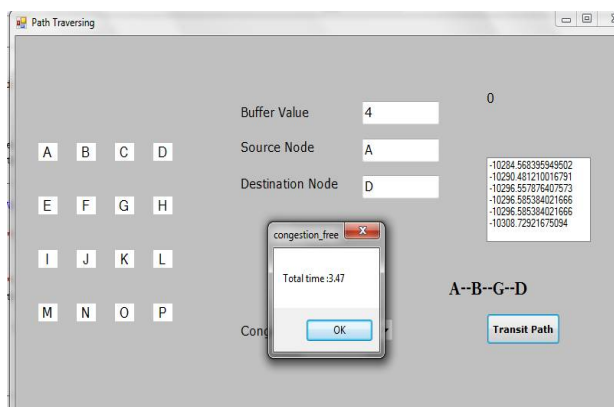 Path Traversing
0
Buffer Value 4
Source Node A
Destination Node D
A B C D
E F G H
I J K L
M N O P
-10284.568395949502
-10290.481210016791
-10296.557876407573
-10296.585384021666
-10296.585384021666
-10308.72921675094
congestion_free
Total time :3.47
OK
A--B--G--D
Transit Path